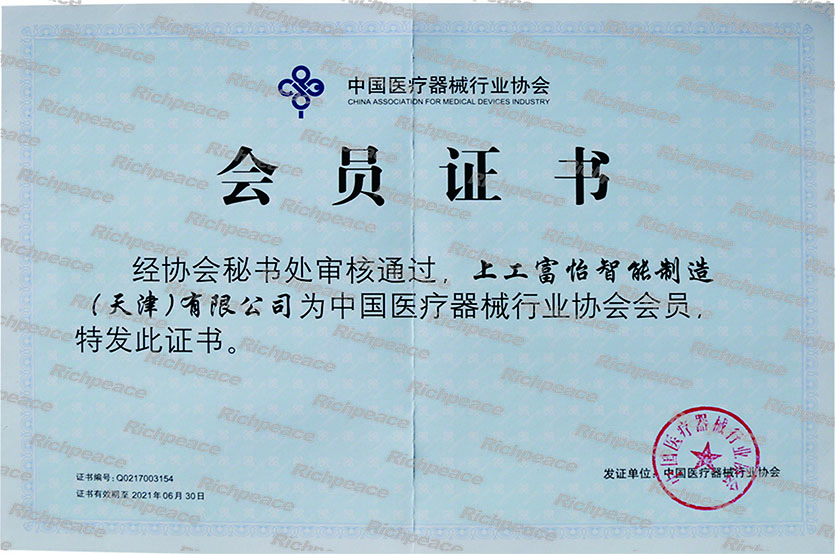 中国医疗器械行业协会
CHINA ASSOCIATION FOR MEDICAL DEVICES INDUSTRY
会员证书
经协会秘书处审核通过，上工富怡智能制造
（天津）有限公司为中国医疗器械行业协会会员，
特发此证书。
证书编号：Q0217003154
证书有效期至 2021年06月30日
发证单位：中国医疗器械行业协会
中国医疗器械行业协会
Richpeace